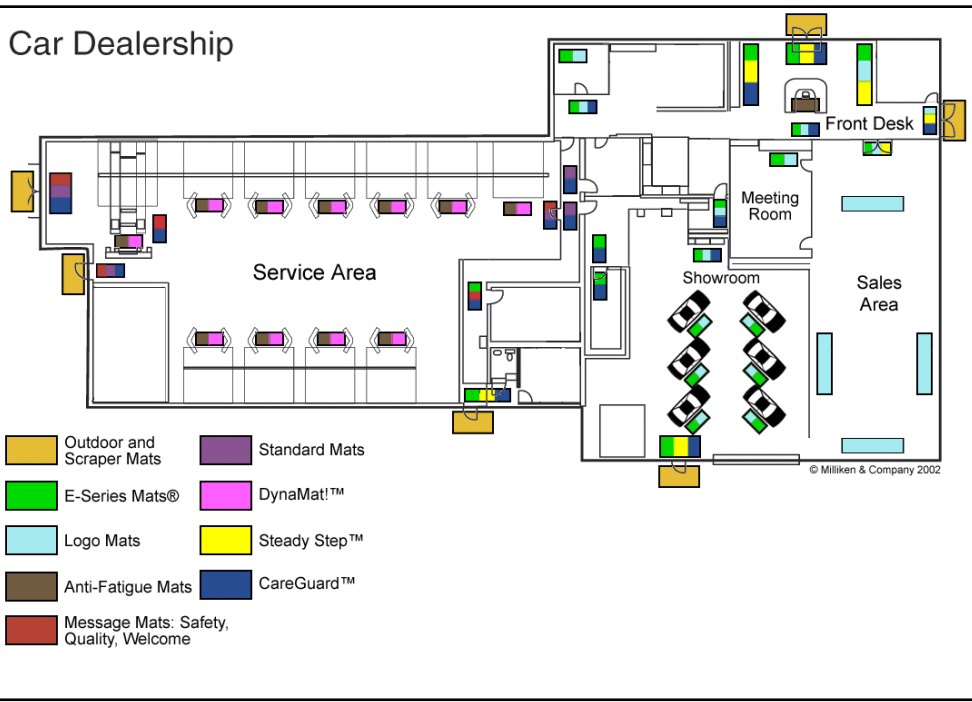 Car Dealership
Front Desk
Meeting
Room
Service Area
Showroom
Sales
Area
© Milliken & Company 2002
Outdoor and
Scraper Mats
Standard Mats
E-Series Mats®
DynaMat!™
Logo Mats
Steady Step™
Anti-Fatigue Mats
CareGuard™
Message Mats: Safety,
Quality, Welcome